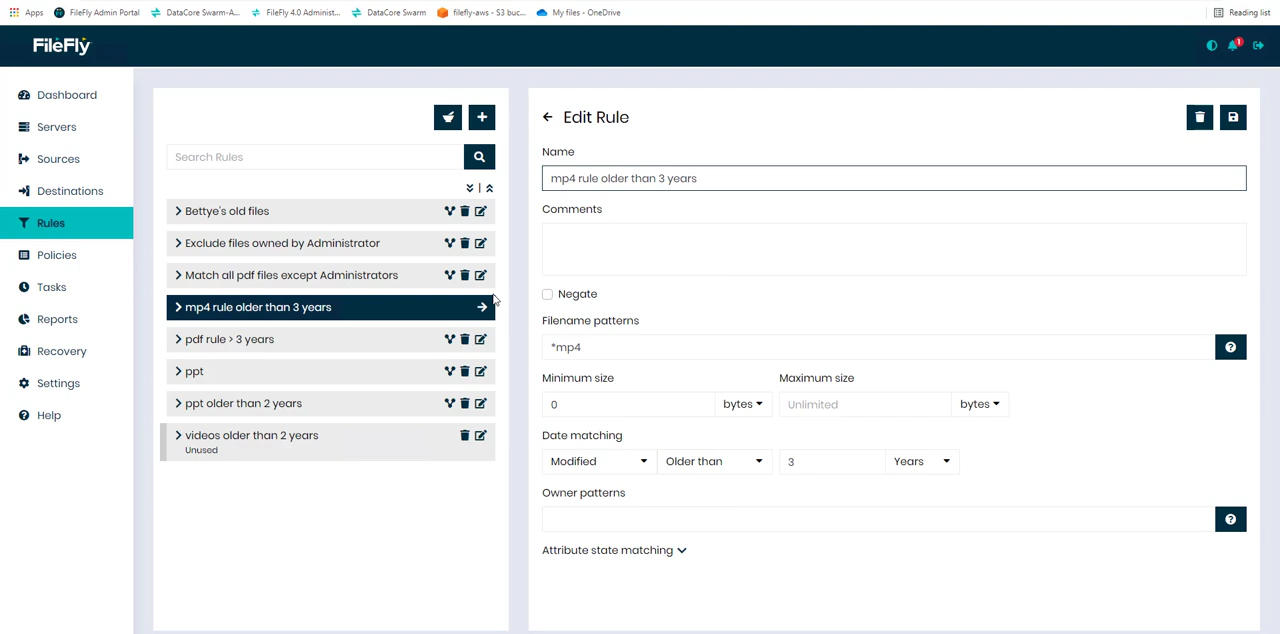 Apps FileFly Admin Portal DataCore Swarm-A... FileFly 4.0 Administ... DataCore Swarm filefly-aws - S3 buc... My files - OneDrive Reading list
FileFly
1
Dashboard
Servers
Sources
Destinations
Rules
Policies
Tasks
Reports
Recovery
Settings
Help
Search Rules
Bettye's old files
Exclude files owned by Administrator
Match all pdf files except Administrators
mp4 rule older than 3 years
pdf rule > 3 years
ppt
ppt older than 2 years
videos older than 2 years
Unused
Edit Rule
Name
mp4 rule older than 3 years
Comments
Negate
Filename patterns
*mp4
Minimum size Maximum size
0 bytes Unlimited bytes
Date matching
Modified Older than 3 Years
Owner patterns
Attribute state matching